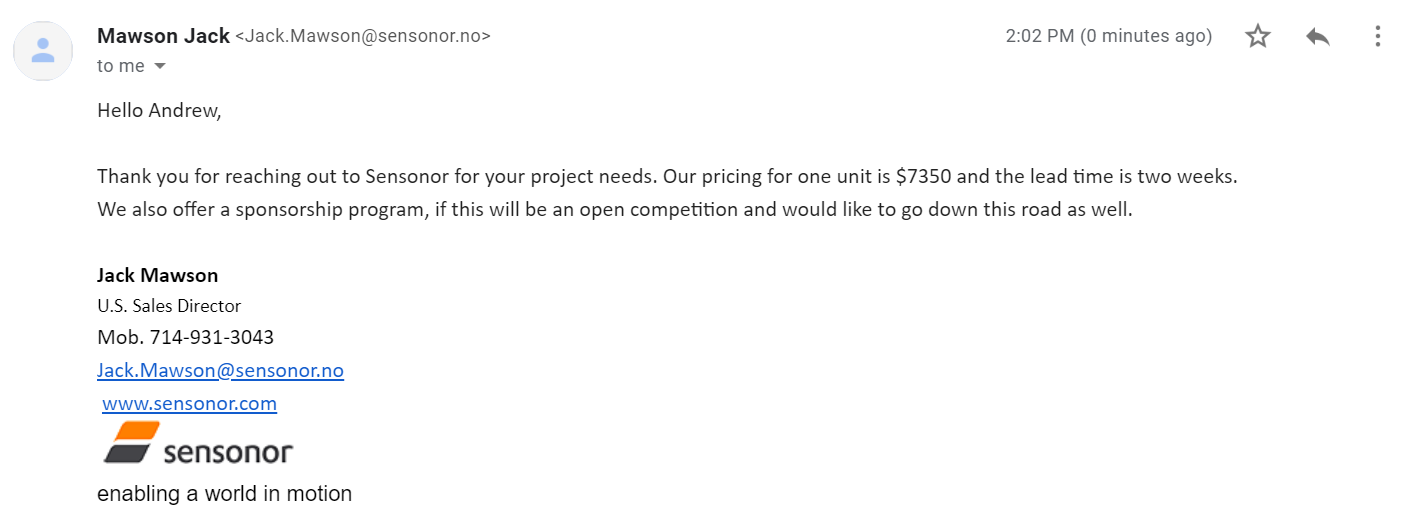 Mawson Jack <Jack.Mawson@sensonor.no>
2:02 PM (0 minutes ago)
to me
Hello Andrew,
Thank you for reaching out to Sensonor for your project needs. Our pricing for one unit is $7350 and the lead time is two weeks.
We also offer a sponsorship program, if this will be an open competition and would like to go down this road as well.
Jack Mawson
U.S. Sales Director
Mob. 714-931-3043
Jack.Mawson@sensonor.no
www.sensonor.com
sensonor
enabling a world in motion